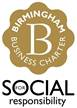 BIRMINGHAM
B
BUSINESS CHARTER
FOR
SOCIAL
responsibility